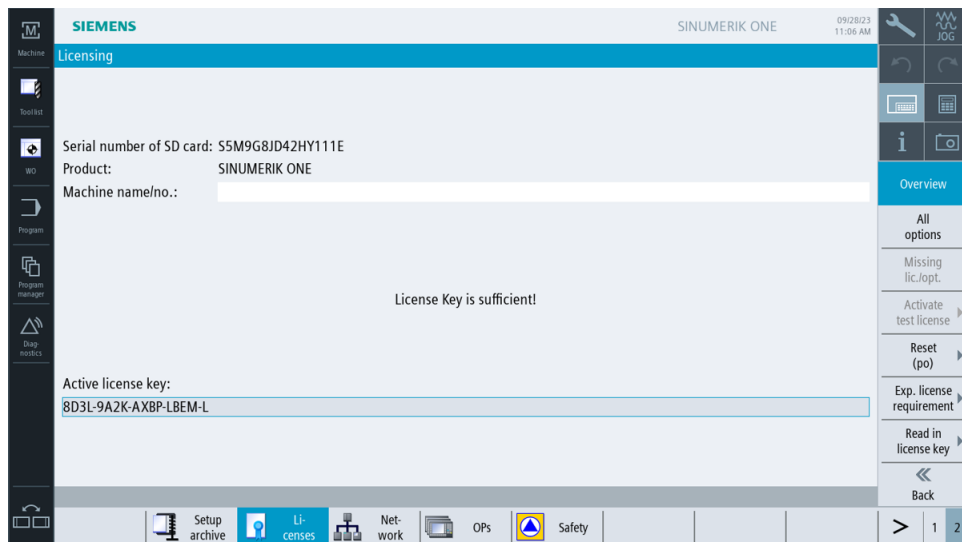 SIEMENS
SINUMERIK ONE
09/28/23
11:06 AM
M
Machine
Tool list
WO
Program
Program
manager
Diag-
nostics
JOG
Licensing
Serial number of SD card: S5M9G8JD42HY111E
Product: SINUMERIK ONE
Machine name/no.:
License Key is sufficient!
Active license key:
8D3L-9A2K-AXBP-LBEM-L
i
Overview
All
options
Missing
lic./opt.
Activate
test license
Reset
(po)
Exp. license
requirement
Read in
license key
Back
Setup
archive
Li-
censes
Net-
work
OPs
Safety
> 1 2